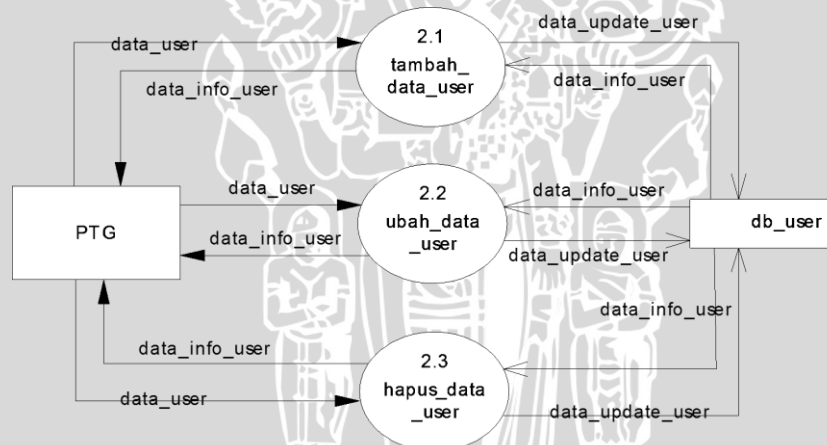 data_update_user
2.1
data_user
tambah_
data_user
data_info_user
data_info_user
2.2
data_user
data_info_user
ubah_data
_user
PTG
db_user
data_info_user
data_update_user
data_info_user
2.3
data_info_user
hapus_data
_user
data_user
data_update_user